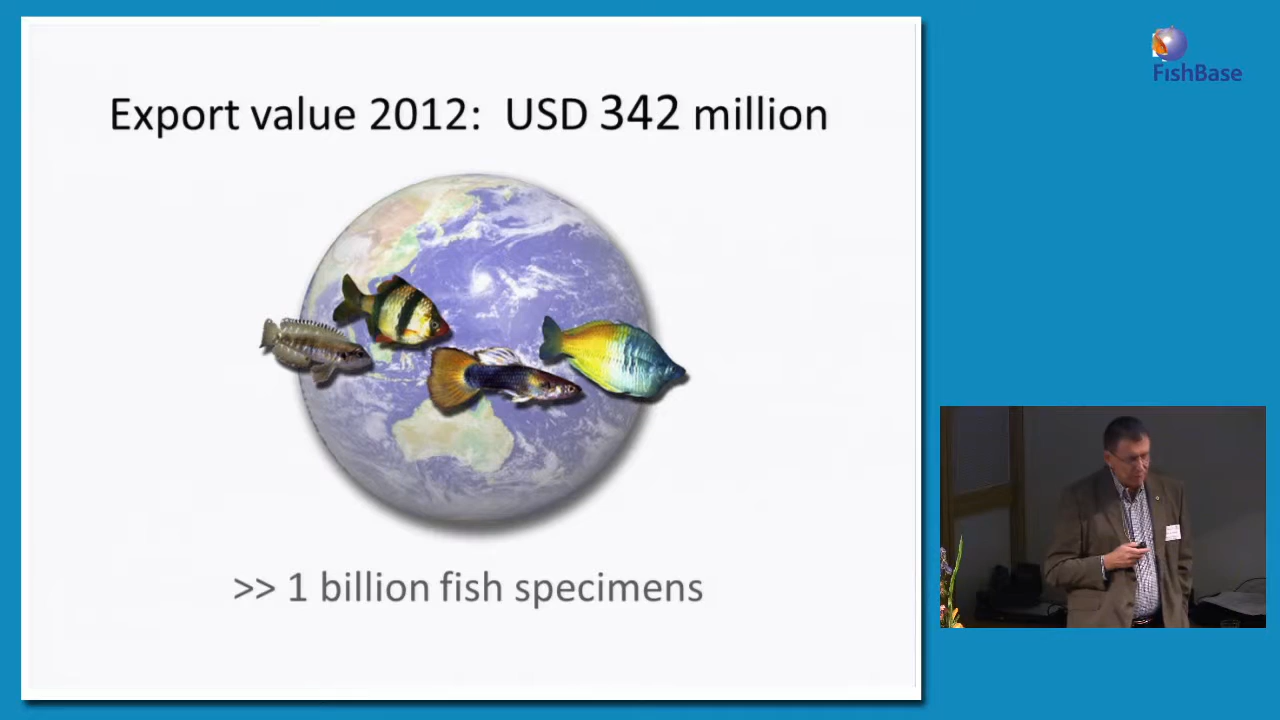 Export value 2012: USD 342 million
>> 1 billion fish specimens
FishBase